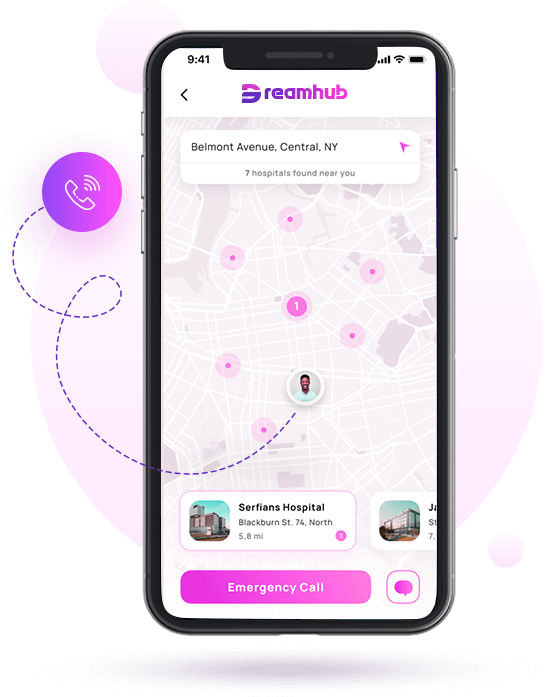 9:41
Dreamhub
Belmont Avenue, Central, NY
7 hospitals found near you
1
Serfians Hospital
Blackburn St. 74, North
5,8 mi
1
Ja
St
7,
Emergency Call